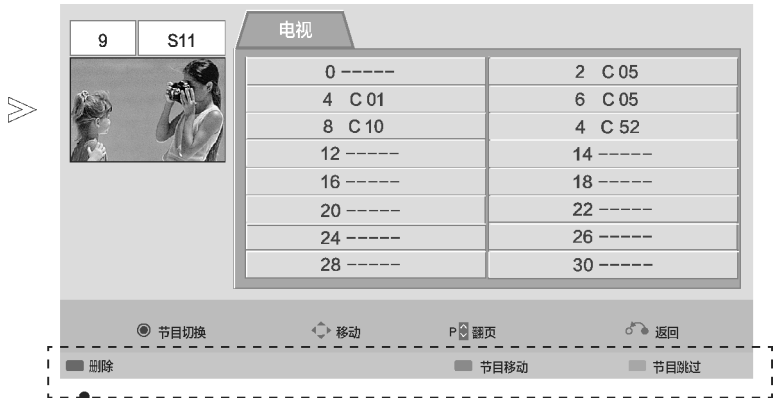 9 S11
电视
0 ----- 2 C 05
4 C 01 6 C 05
8 C 10 4 C 52
12 ----- 14 -----
16 ----- 18 -----
20 ----- 22 -----
24 ----- 26 -----
28 ----- 30 -----
节目切换 移动 P 翻页 返回
删除 节目移动 节目跳过